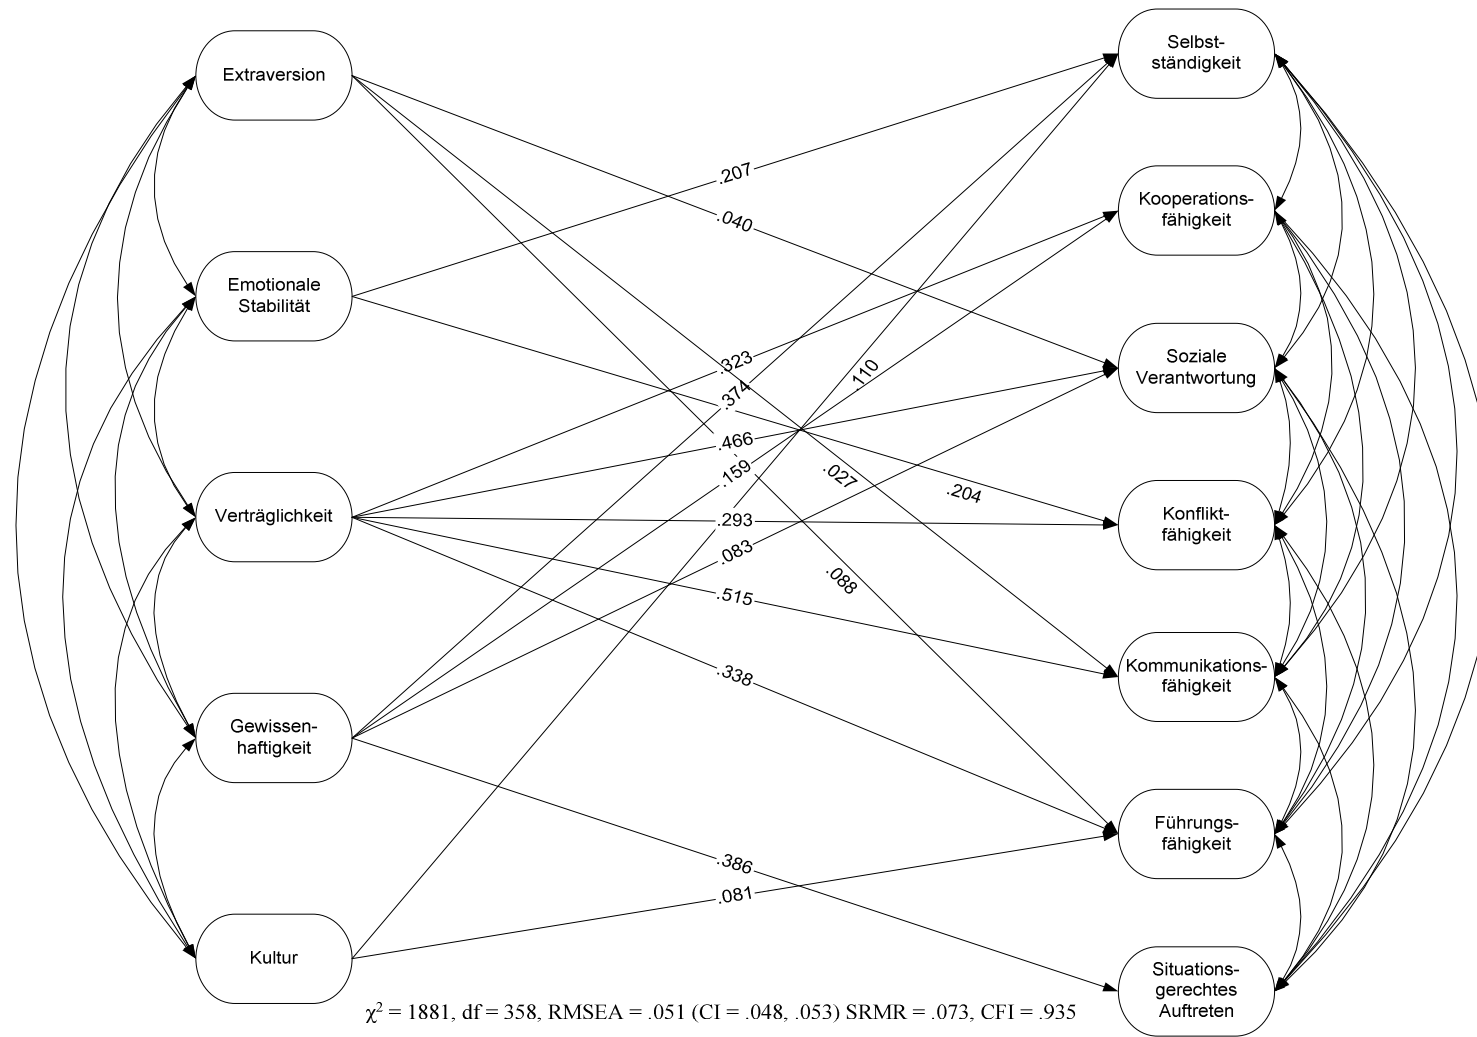 Extraversion
Emotionale
Stabilität
Verträglichkeit
Gewissen-
haftigkeit
Kultur
.207
.040
.323
.374
.110
.466
.159
.027
.204
.293
.083
.088
.515
.338
.386
.081
Selbst-
ständigkeit
Kooperations-
fähigkeit
Soziale
Verantwortung
Konflikt-
fähigkeit
Kommunikations-
fähigkeit
Führungs-
fähigkeit
Situations-
gerechtes
Auftreten
χ² = 1881, df = 358, RMSEA = .051 (CI = .048, .053) SRMR = .073, CFI = .935